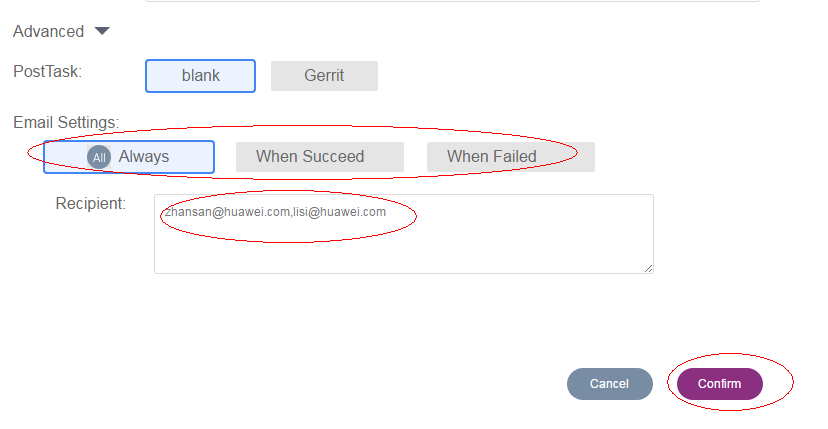 Advanced
PostTask: blank Gerrit
Email Settings:
All Always When Succeed When Failed
Recipient: zhansan@huawei.com,lisi@huawei.com
Cancel Confirm